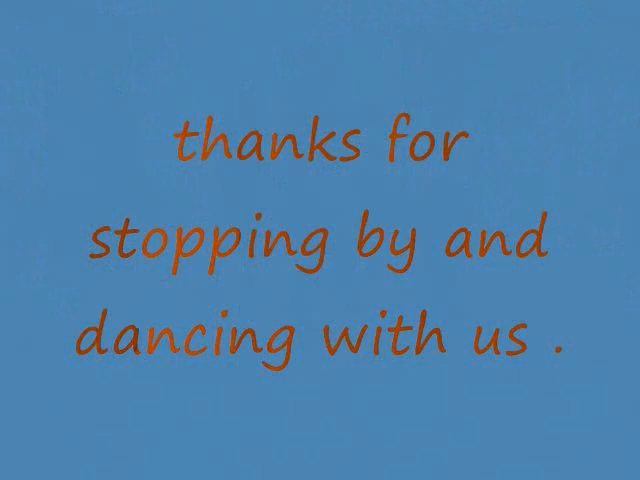 thanks for
stopping by and
dancing with us .